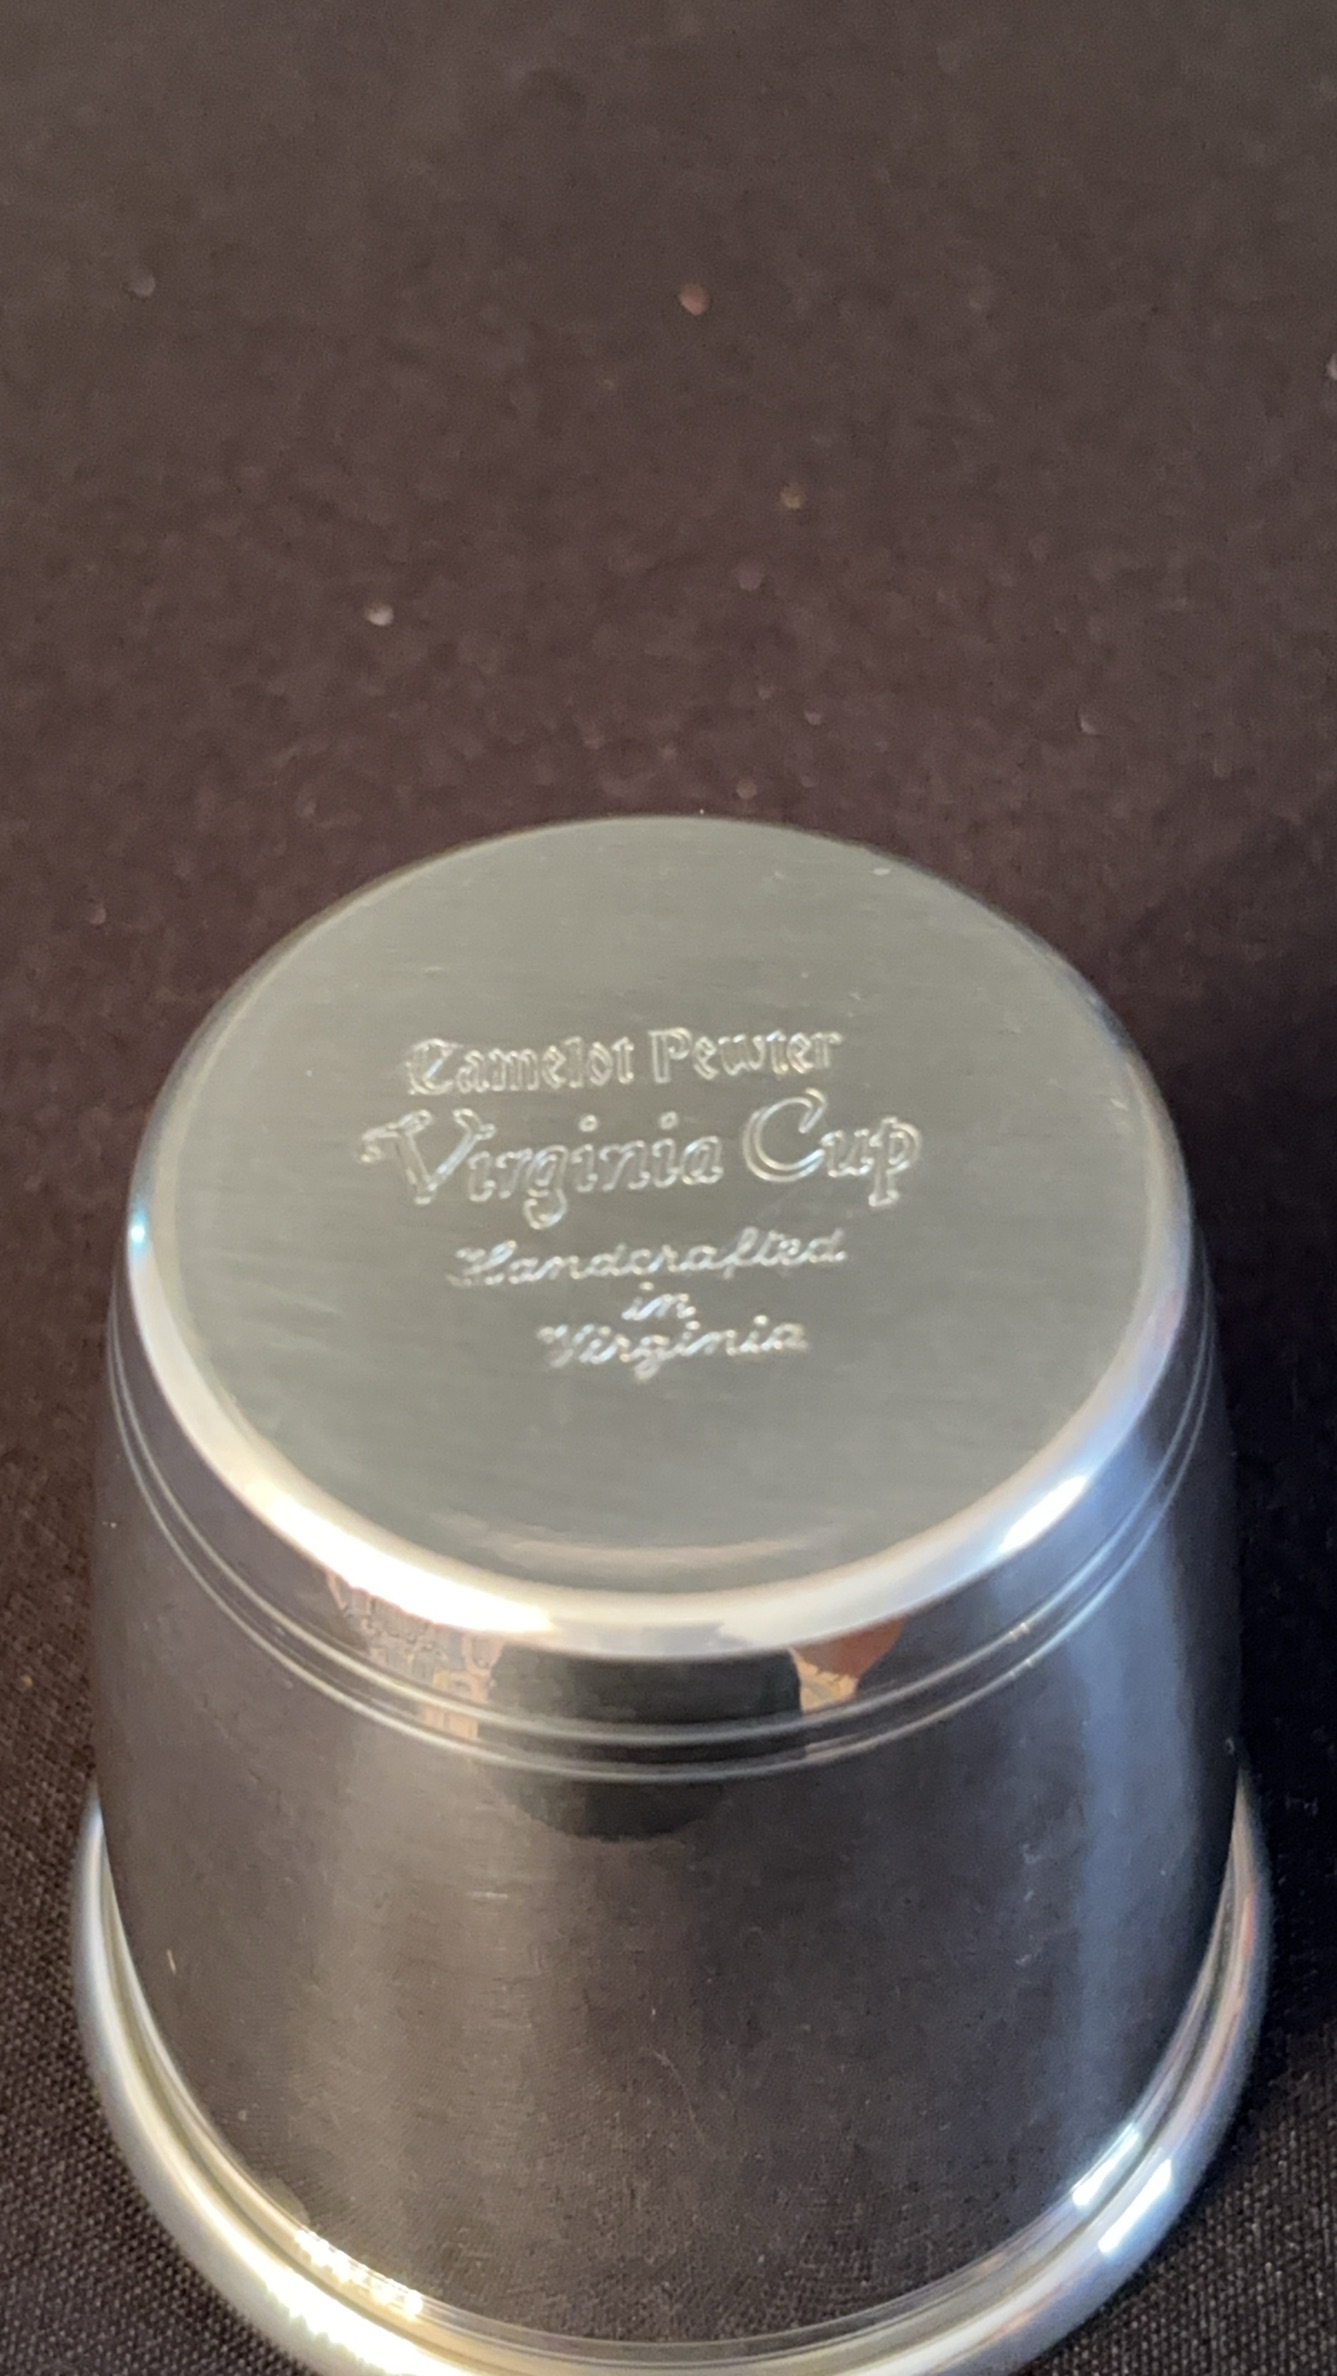 Camelot Pewter
Virginia Cup
Handcrafted
in
Virginia